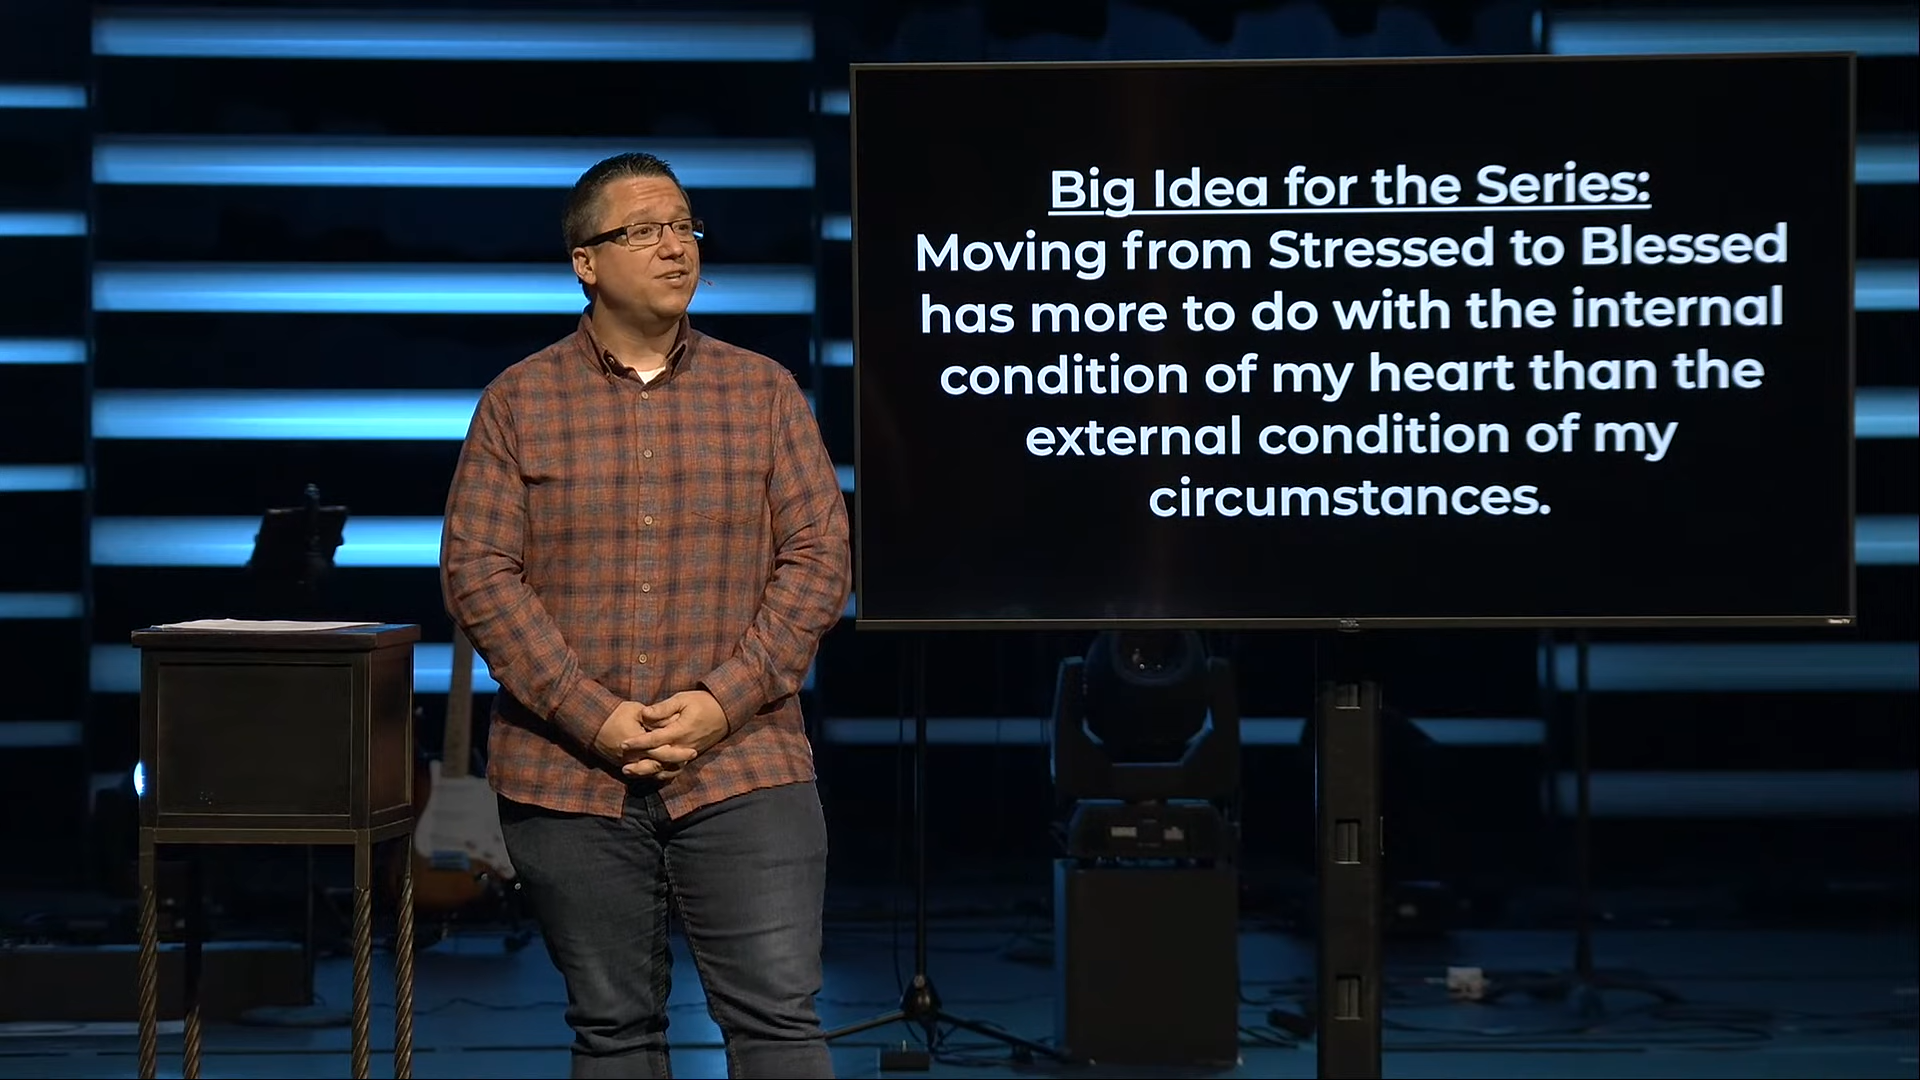 Big Idea for the Series:
Moving from Stressed to Blessed
has more to do with the internal
condition of my heart than the
external condition of my
circumstances.